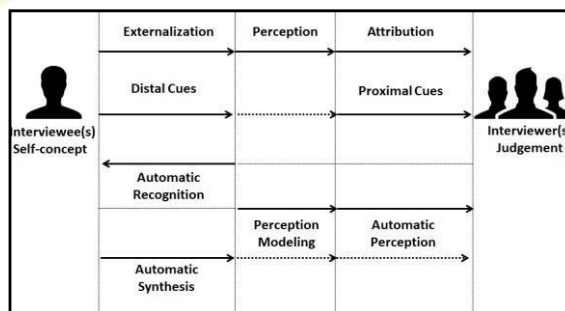 Externalization Perception Attribution
Distal Cues Proximal Cues
Interviewee(s)
Self-concept
Interviewer(s)
Judgement
Automatic
Recognition
Perception
Modeling
Automatic
Perception
Automatic
Synthesis